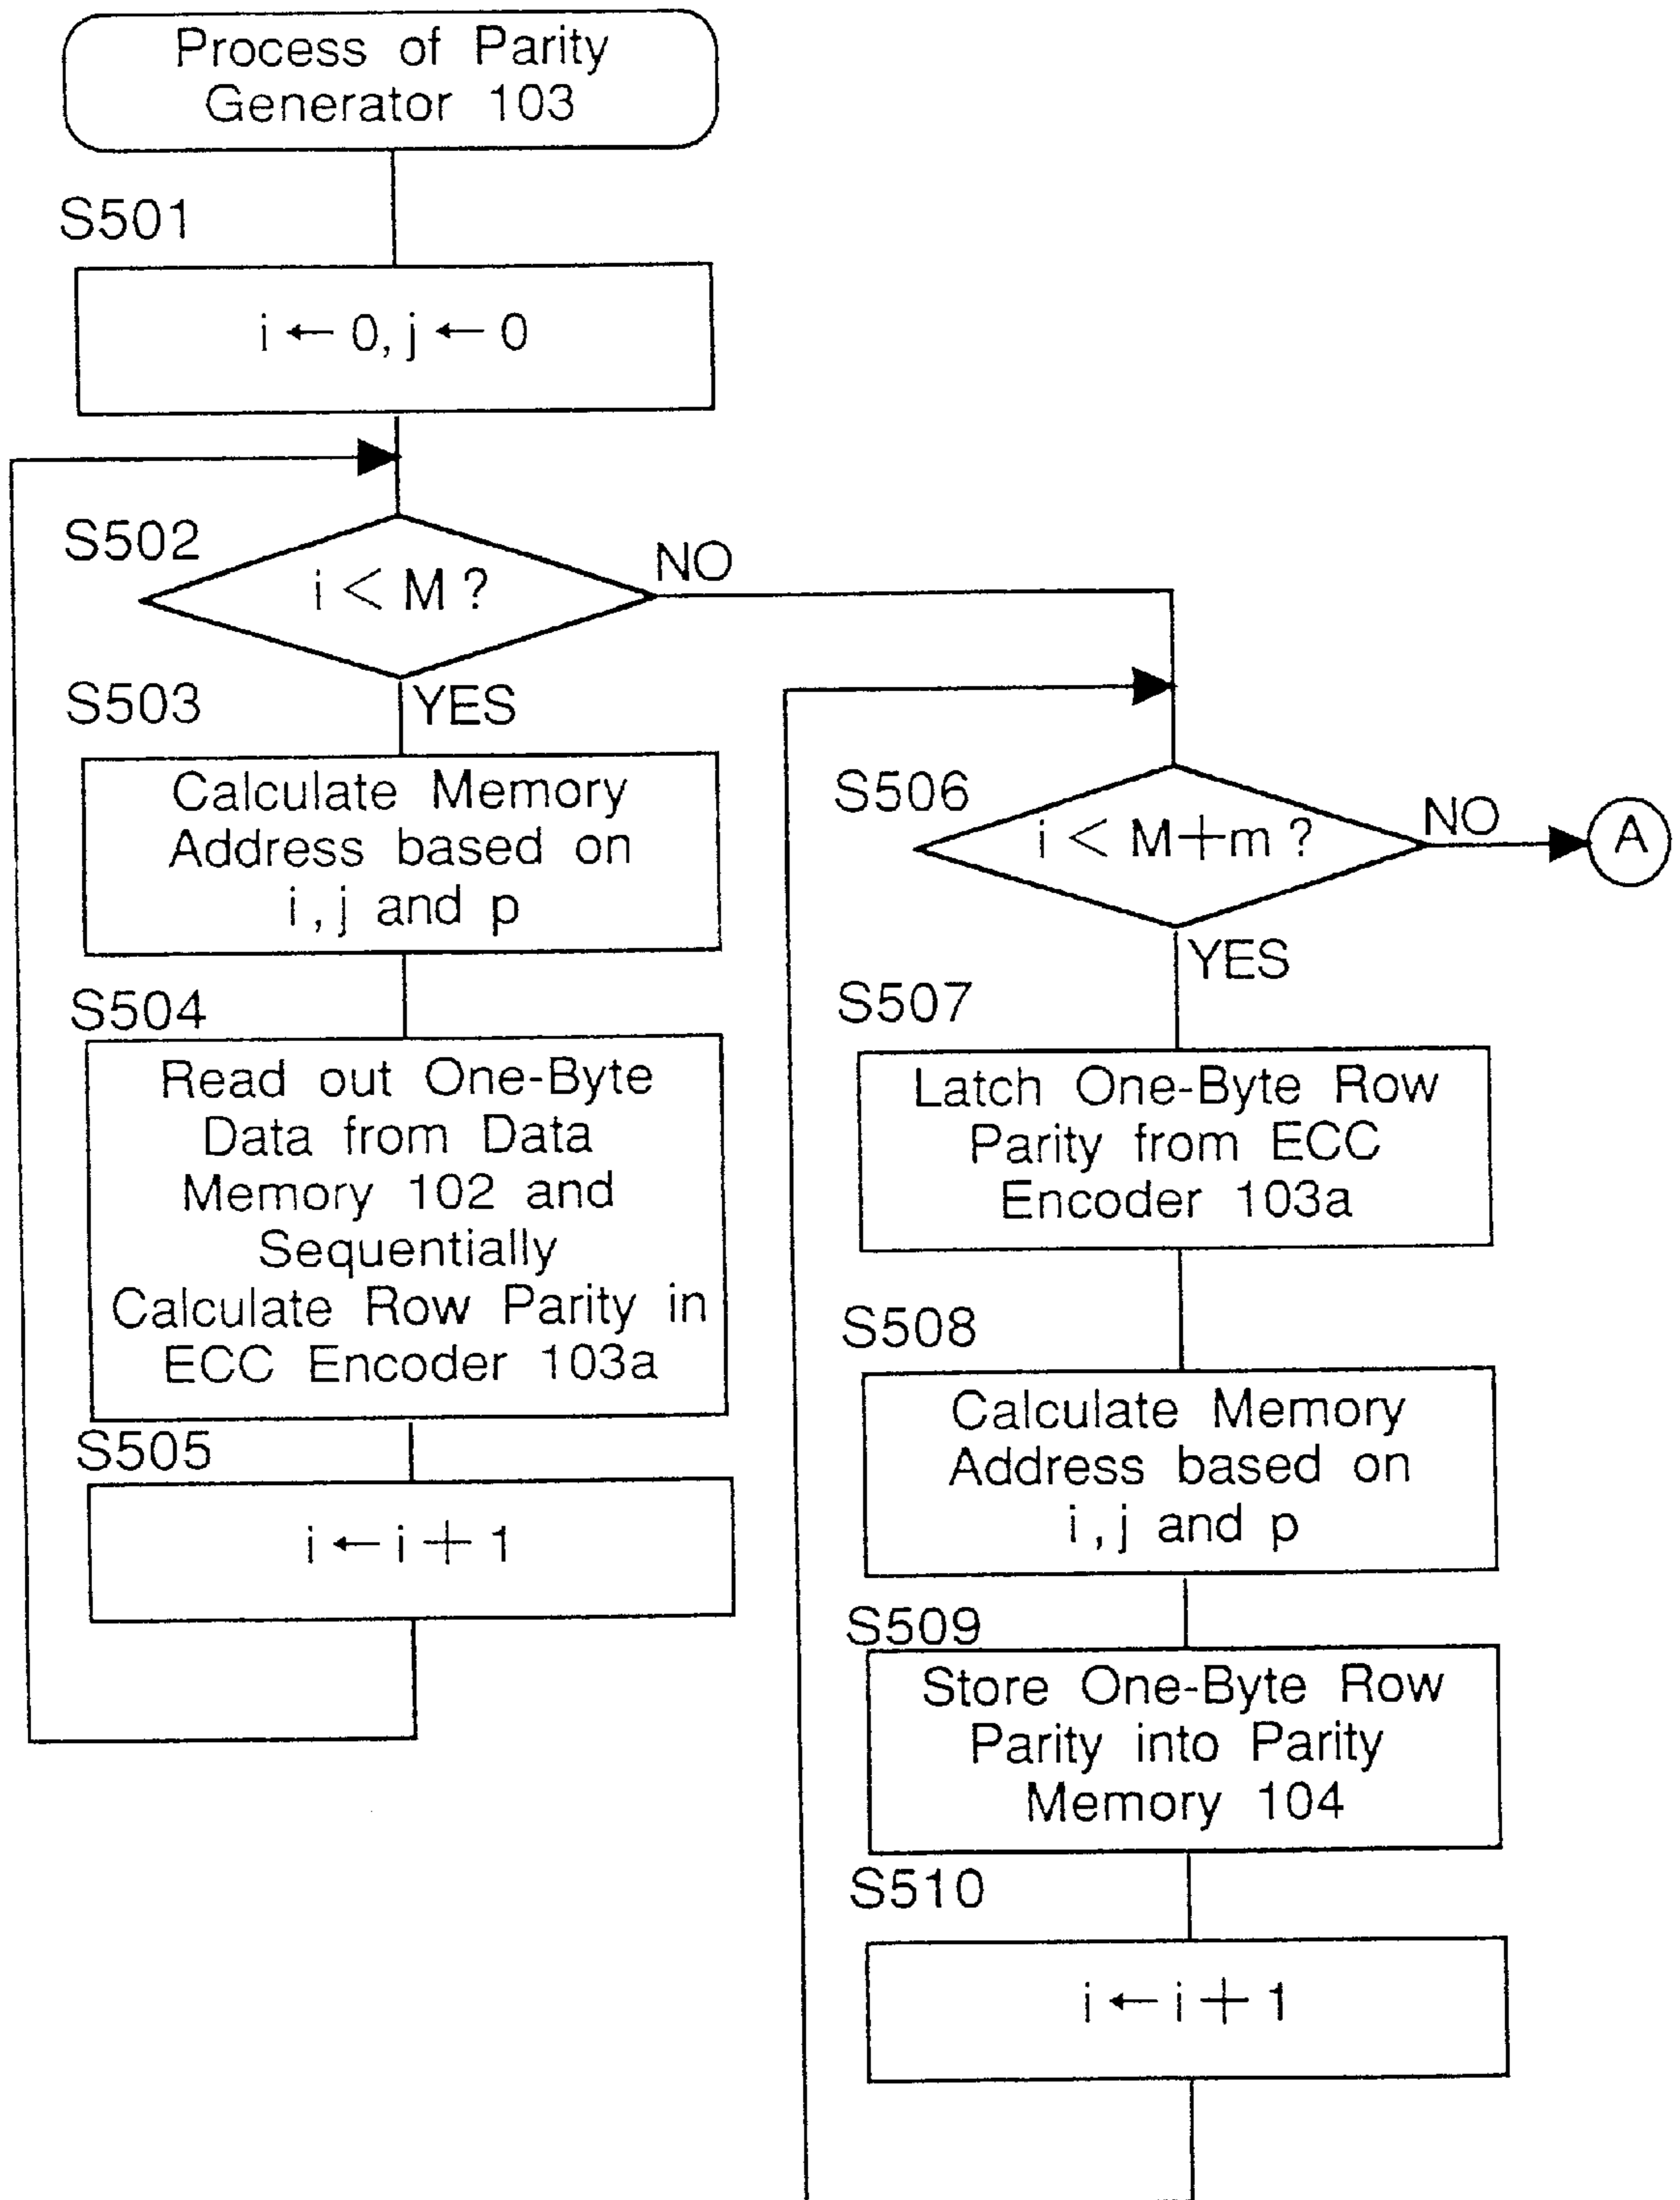 Process of Parity
Generator 103
S501
i ← 0, j ← 0
S502
i < M ?
NO
S503
YES
Calculate Memory
Address based on
i, j and p
S504
Read out One-Byte
Data from Data
Memory 102 and
Sequentially
Calculate Row Parity in
ECC Encoder 103a
S505
i ← i + 1
S506
i < M+m ?
NO
A
YES
S507
Latch One-Byte Row
Parity from ECC
Encoder 103a
S508
Calculate Memory
Address based on
i, j and p
S509
Store One-Byte Row
Parity into Parity
Memory 104
S510
i ← i + 1